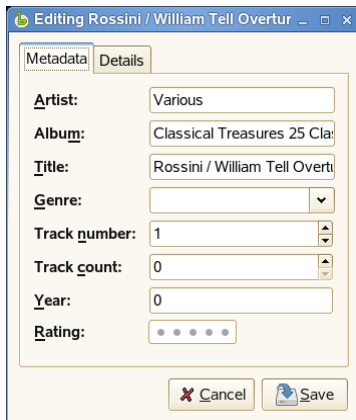 Editing Rossini / William Tell Overtur
Metadata Details
Artist: Various
Album: Classical Treasures 25 Clas
Title: Rossini / William Tell Overtu
Genre:
Track number: 1
Track count: 0
Year: 0
Rating:
Cancel Save